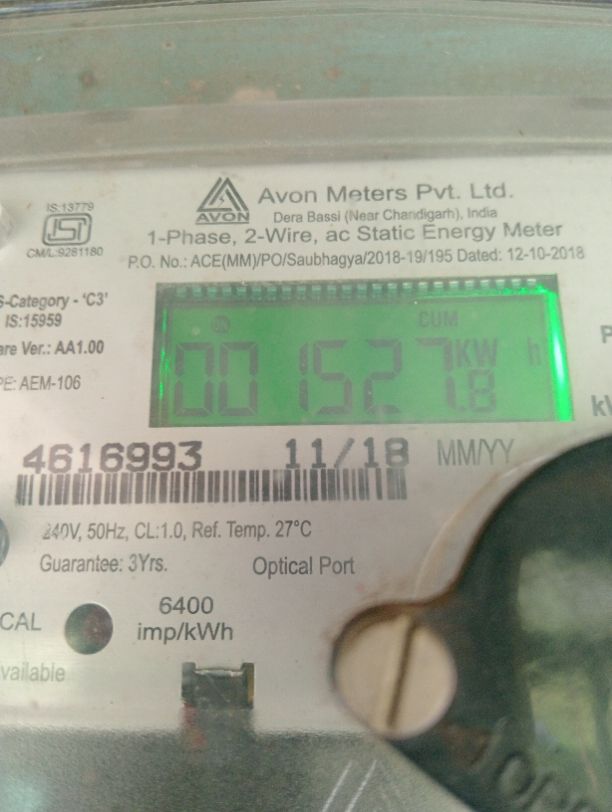 IS:13779
ISI
CM/L:9281180
AVON
Avon Meters Pvt. Ltd.
Dera Bassi (Near Chandigarh), India
1-Phase, 2-Wire, ac Static Energy Meter
P.O. No.: ACE(MM)/PO/Saubhagya/2018-19/195 Dated: 12-10-2018
S-Category - 'C3'
IS:15959
are Ver.: AA1.00
PE: AEM-106
CUM
001527.8 KW h
4616993 11/18 MM/YY
240V, 50Hz, CL:1.0, Ref. Temp. 27°C
Guarantee: 3Yrs.
Optical Port
CAL
6400
imp/kWh
vailable